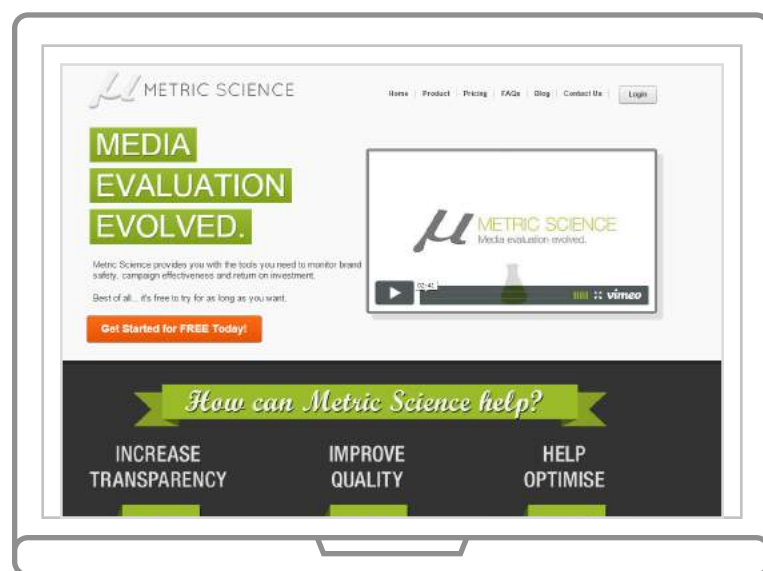 METRIC SCIENCE
Home | Product | Pricing | FAQs | Blog | Contact Us | Login
MEDIA
EVALUATION
EVOLVED.
Metric Science provides you with the tools you need to monitor brand
safety, campaign effectiveness and return on investment.
Best of all... it's free to try for as long as you want.
Get Started for FREE Today!
μ METRIC SCIENCE
Media evaluation evolved.
02:41
vimeo
How can Metric Science help?
INCREASE
TRANSPARENCY
IMPROVE
QUALITY
HELP
OPTIMISE